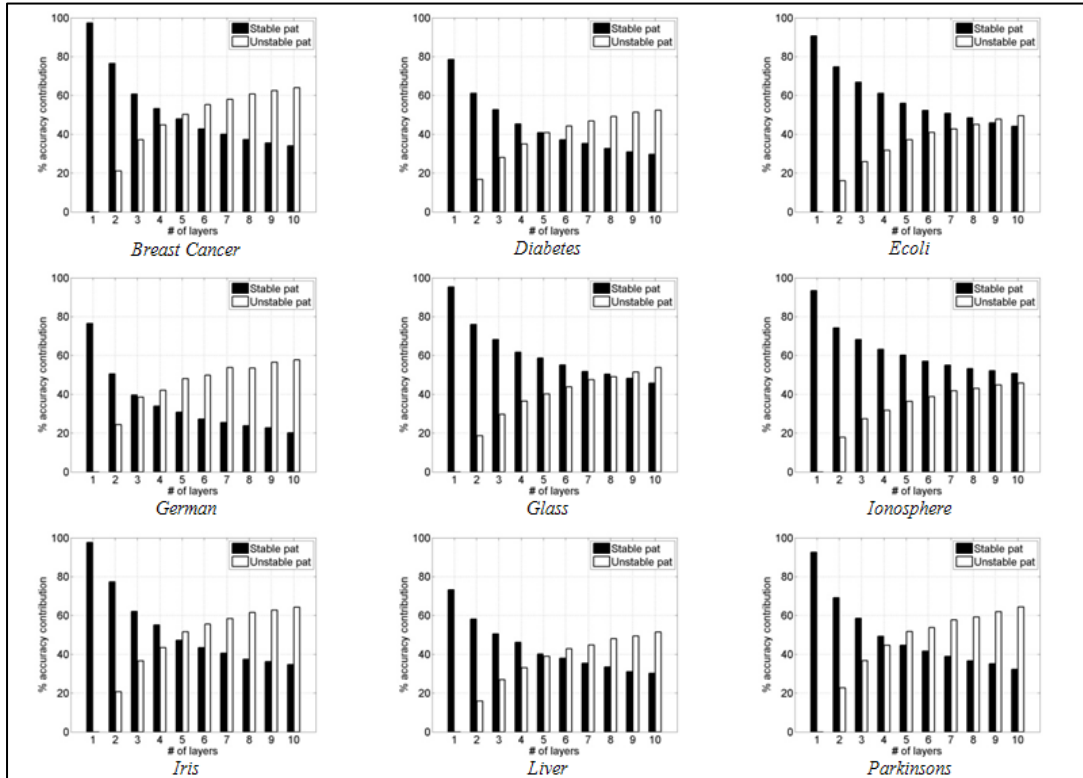 Stable pat
Unstable pat
% accuracy contribution
100
80
60
40
20
0
1 2 3 4 5 6 7 8 9 10
# of layers
Breast Cancer
Stable pat
Unstable pat
% accuracy contribution
100
80
60
40
20
0
1 2 3 4 5 6 7 8 9 10
# of layers
Diabetes
Stable pat
Unstable pat
% accuracy contribution
100
80
60
40
20
0
1 2 3 4 5 6 7 8 9 10
# of layers
Ecoli
Stable pat
Unstable pat
% accuracy contribution
100
80
60
40
20
0
1 2 3 4 5 6 7 8 9 10
# of layers
German
Stable pat
Unstable pat
% accuracy contribution
100
80
60
40
20
0
1 2 3 4 5 6 7 8 9 10
# of layers
Glass
Stable pat
Unstable pat
% accuracy contribution
100
80
60
40
20
0
1 2 3 4 5 6 7 8 9 10
# of layers
Ionosphere
Stable pat
Unstable pat
% accuracy contribution
100
80
60
40
20
0
1 2 3 4 5 6 7 8 9 10
# of layers
Iris
Stable pat
Unstable pat
% accuracy contribution
100
80
60
40
20
0
1 2 3 4 5 6 7 8 9 10
# of layers
Liver
Stable pat
Unstable pat
% accuracy contribution
100
80
60
40
20
0
1 2 3 4 5 6 7 8 9 10
# of layers
Parkinsons